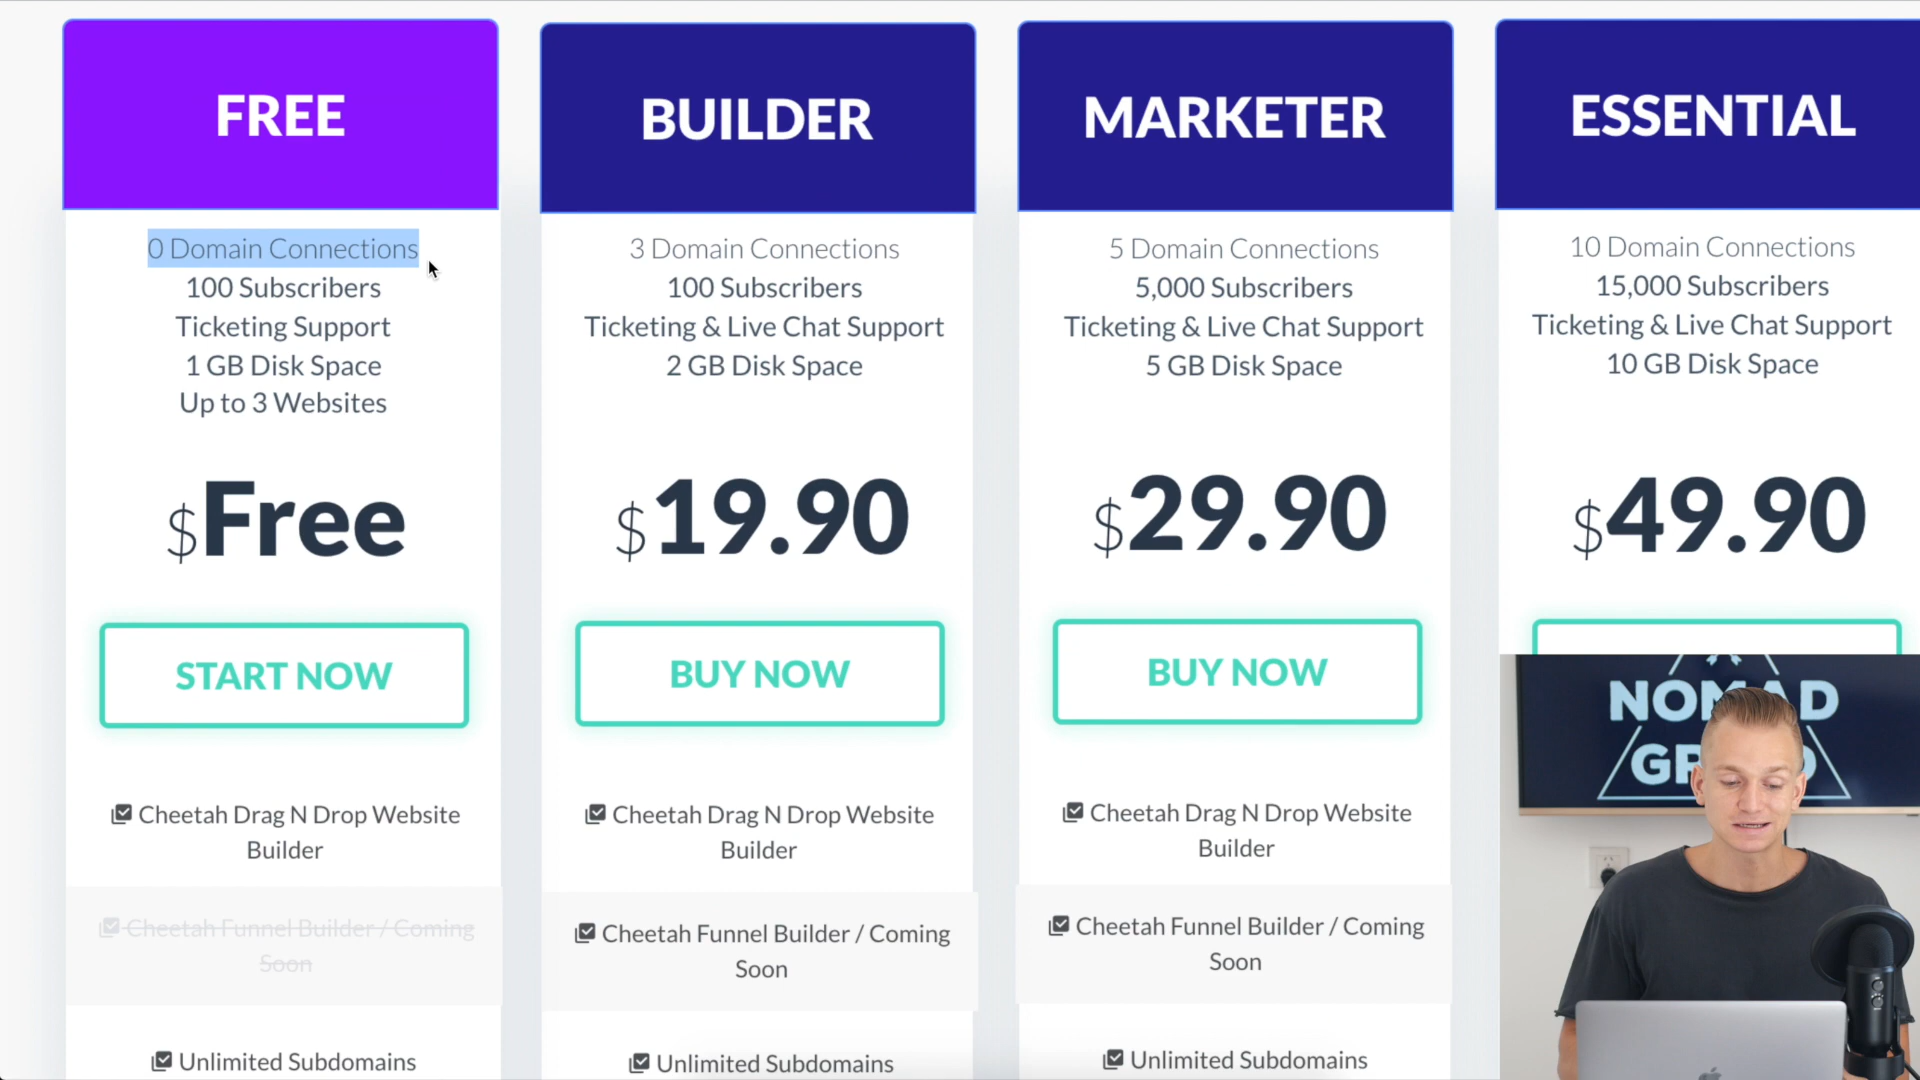 FREE
0 Domain Connections
100 Subscribers
Ticketing Support
1 GB Disk Space
Up to 3 Websites
$Free
START NOW
Cheetah Drag N Drop Website
Builder
Cheetah Funnel Builder / Coming
Soon
Unlimited Subdomains
BUILDER
3 Domain Connections
100 Subscribers
Ticketing & Live Chat Support
2 GB Disk Space
$19.90
BUY NOW
Cheetah Drag N Drop Website
Builder
Cheetah Funnel Builder / Coming
Soon
Unlimited Subdomains
MARKETER
5 Domain Connections
5,000 Subscribers
Ticketing & Live Chat Support
5 GB Disk Space
$29.90
BUY NOW
Cheetah Drag N Drop Website
Builder
Cheetah Funnel Builder / Coming
Soon
Unlimited Subdomains
ESSENTIAL
10 Domain Connections
15,000 Subscribers
Ticketing & Live Chat Support
10 GB Disk Space
$49.90
NOMAD